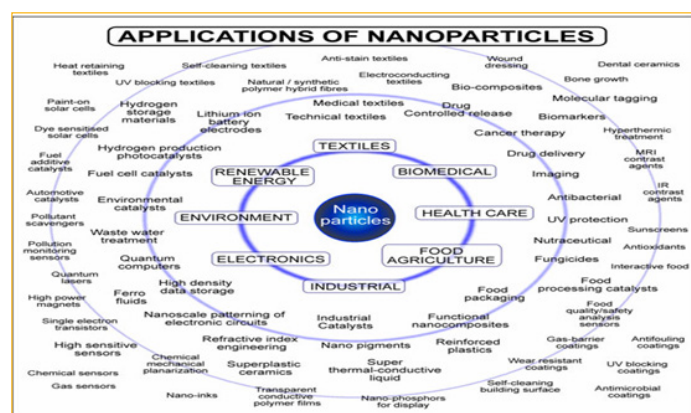 APPLICATIONS OF NANOPARTICLES
Heat retaining
textiles
Self-cleaning textiles
Anti-stain textiles
Wound
dressing
Dental ceramics
UV blocking textiles
Natural / synthetic
polymer hybrid fibres
Electroconducting
textiles
Bio-composites
Bone growth
Paint-on
solar cells
Hydrogen
storage
materials
Lithium ion
battery
electrodes
Medical textiles
Technical textiles
Drug
Controlled release
Molecular tagging
Biomarkers
Dye sensitised
solar cells
Cancer therapy
Hyperthermic
treatment
Hydrogen production
photocatalysts
TEXTILES
Drug delivery
MRI
contrast
agents
Fuel
additive
catalysts
Fuel cell catalysts
RENEWABLE
ENERGY
BIOMEDICAL
Imaging
IR
contrast
agents
Automotive
catalysts
Environmental
catalysts
Antibacterial
Pollutant
scavengers
ENVIRONMENT
Nano
particles
HEALTH CARE
UV protection
Sunscreens
Waste water
treatment
Nutraceutical
Antioxidants
Pollution
monitoring
sensors
Quantum
computers
ELECTRONICS
FOOD
AGRICULTURE
Fungicides
Interactive food
Quantum
lasers
High density
data storage
INDUSTRIAL
Food
processing catalysts
High power
magnets
Ferro
fluids
Food
packaging
Food
quality/safety
analysis
sensors
Single electron
transistors
Nanoscale patterning of
electronic circuits
Industrial
Catalysts
Functional
nanocomposites
High sensitive
sensors
Refractive index
engineering
Nano pigments
Reinforced
plastics
Gas-barrier
coatings
Antifouling
coatings
Chemical
mechanical
planarization
Superplastic
ceramics
Super
thermal-conductive
liquid
Wear resistant
coatings
UV blocking
coatings
Chemical sensors
Gas sensors
Nano-inks
Transparent
conductive
polymer films
Nano phosphors
for display
Self-cleaning
building surface
Antimicrobial
coatings